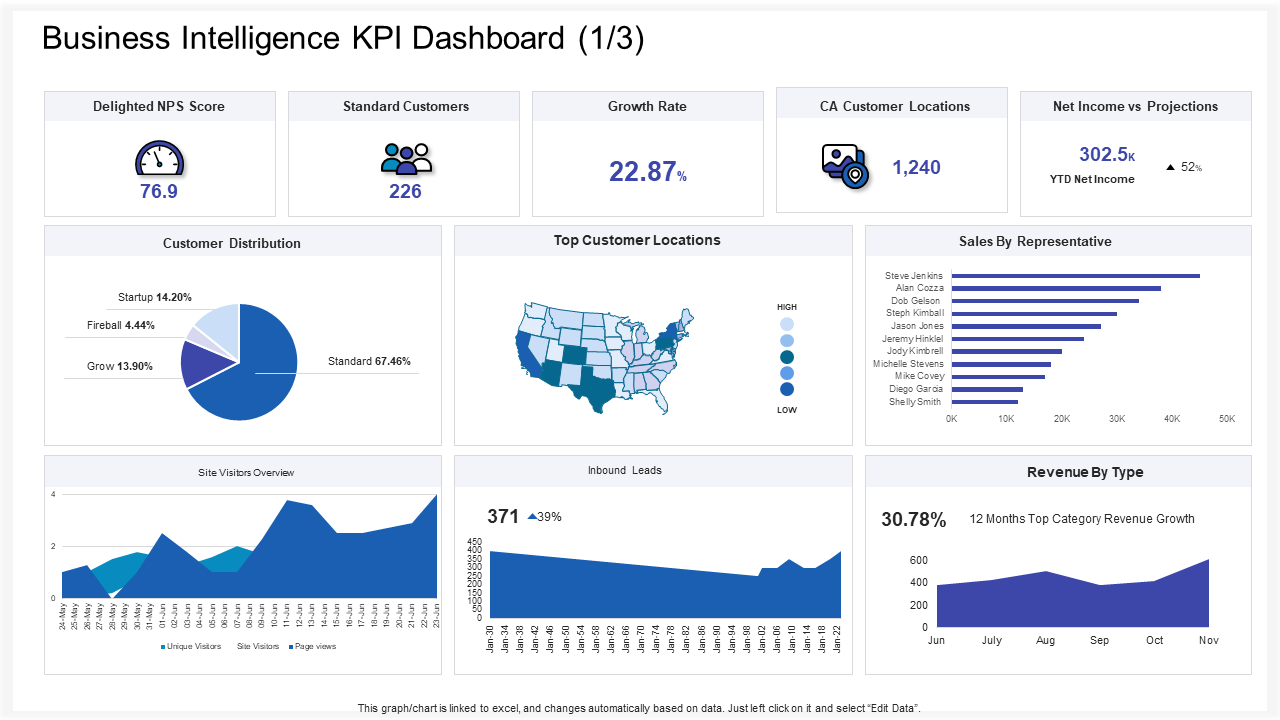 Business Intelligence KPI Dashboard (1/3)
Delighted NPS Score
76.9
Standard Customers
226
Growth Rate
22.87%
CA Customer Locations
1,240
Net Income vs Projections
302.5K
52%
YTD Net Income
Customer Distribution
Startup 14.20%
Fireball 4.44%
Grow 13.90%
Standard 67.46%
Top Customer Locations
HIGH
LOW
Sales By Representative
Steve Jenkins
Alan Cozza
Dob Gelson
Steph Kimball
Jason Jones
Jeremy Hinklel
Jody Kimbrell
Michelle Stevens
Mike Covey
Diego Garcia
Shelly Smith
0K 10K 20K 30K 40K 50K
Site Visitors Overview
4
2
0
24-May 25-May 26-May 27-May 28-May 29-May 30-May 31-May 01-Jun 02-Jun 03-Jun 04-Jun 05-Jun 06-Jun 07-Jun 08-Jun 09-Jun 10-Jun 11-Jun 12-Jun 13-Jun 14-Jun 15-Jun 16-Jun 17-Jun 18-Jun 19-Jun 20-Jun 21-Jun 22-Jun 23-Jun
Unique Visitors Site Visitors Page views
Inbound Leads
371 39%
450
400
350
300
250
200
150
100
50
0
Jan-30 Jan-34 Jan-38 Jan-42 Jan-46 Jan-50 Jan-54 Jan-58 Jan-62 Jan-66 Jan-70 Jan-74 Jan-78 Jan-82 Jan-86 Jan-90 Jan-94 Jan-98 Jan-02 Jan-06 Jan-10 Jan-14 Jan-18 Jan-22
Revenue By Type
30.78% 12 Months Top Category Revenue Growth
600
400
200
0
Jun July Aug Sep Oct Nov
This graph/chart is linked to excel, and changes automatically based on data. Just left click on it and select “Edit Data”.